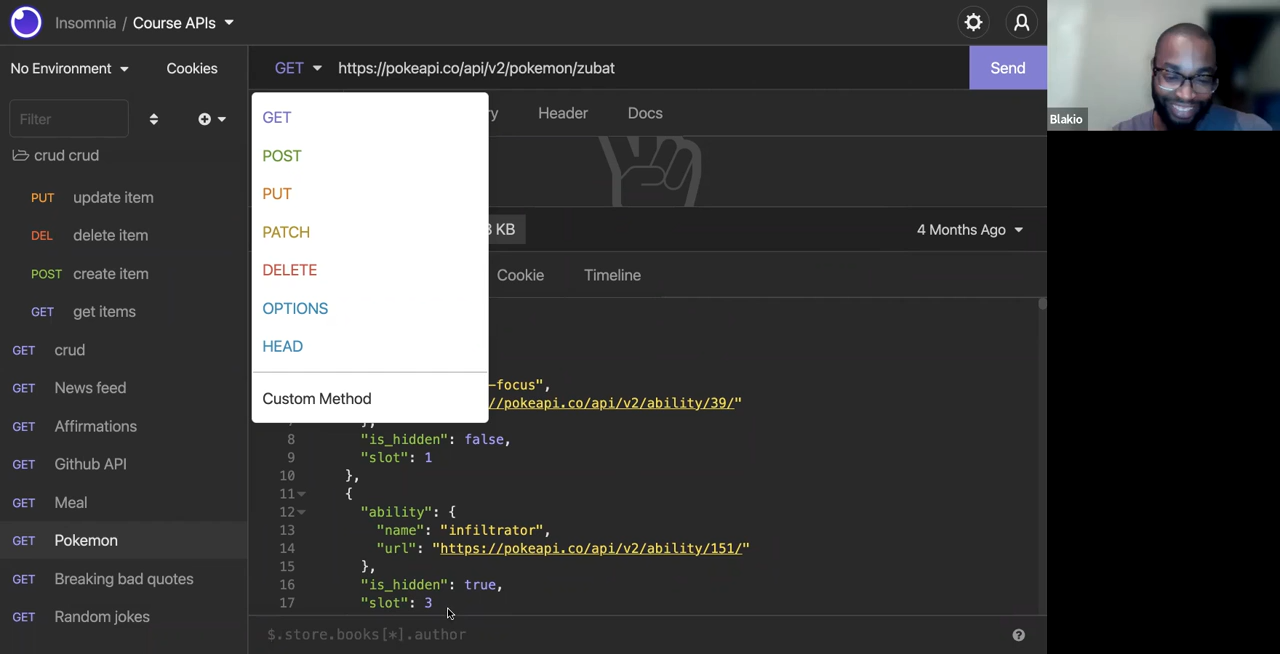 Insomnia / Course APIs
No Environment
Cookies
GET
https://pokeapi.co/api/v2/pokemon/zubat
Send
Blakio
Filter
crud crud
PUT update item
DEL delete item
POST create item
GET get items
GET crud
GET News feed
GET Affirmations
GET Github API
GET Meal
GET Pokemon
GET Breaking bad quotes
GET Random jokes
GET
POST
PUT
PATCH
DELETE
OPTIONS
HEAD
Custom Method
ry
Header
Docs
KB
4 Months Ago
Cookie
Timeline
-focus",
//pokeapi.co/api/v2/ability/39/"
},
8 "is_hidden": false,
9 "slot": 1
10 },
11 {
12 "ability": {
13 "name": "infiltrator",
14 "url": "https://pokeapi.co/api/v2/ability/151/"
15 },
16 "is_hidden": true,
17 "slot": 3
$.store.books[*].author